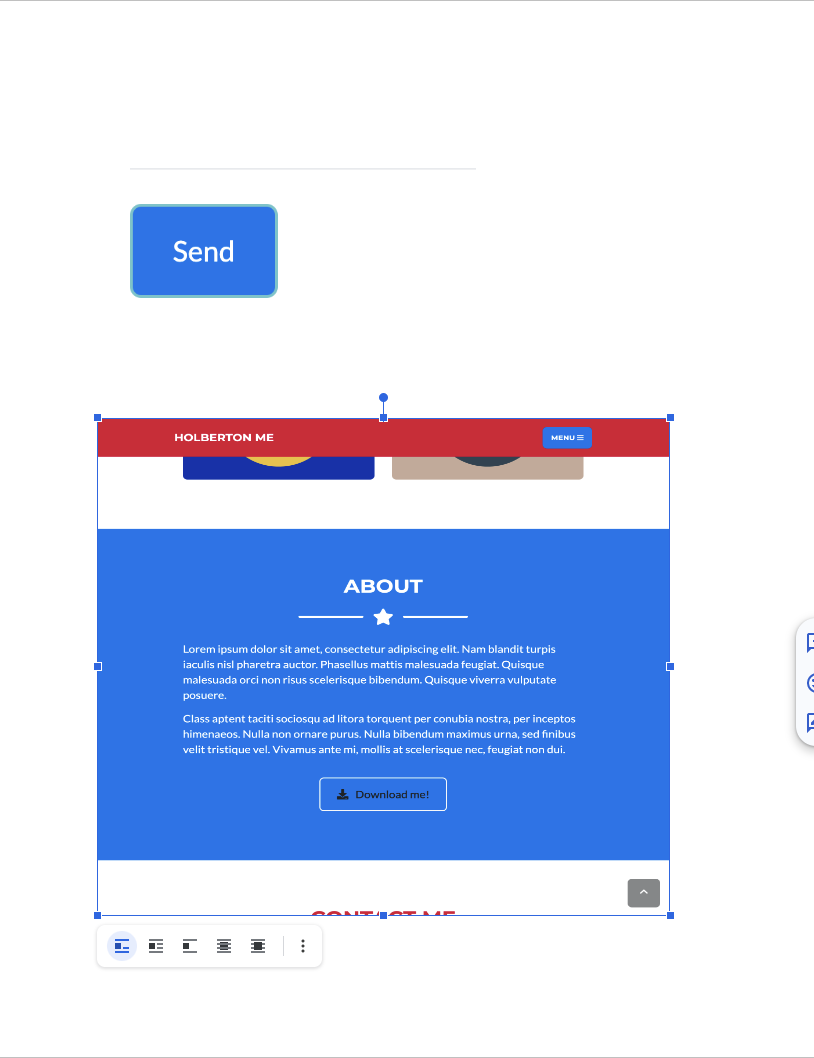 Send
HOLBERTON ME
MENU
ABOUT
Lorem ipsum dolor sit amet, consectetur adipiscing elit. Nam blandit turpis
iaculis nisl pharetra auctor. Phasellus mattis malesuada feugiat. Quisque
malesuada orci non risus scelerisque bibendum. Quisque viverra vulputate
posuere.
Class aptent taciti sociosqu ad litora torquent per conubia nostra, per inceptos
himenaeos. Nulla non ornare purus. Nulla bibendum maximus urna, sed finibus
velit tristique vel. Vivamus ante mi, mollis at scelerisque nec, feugiat non dui.
Download me!
CONTACT ME